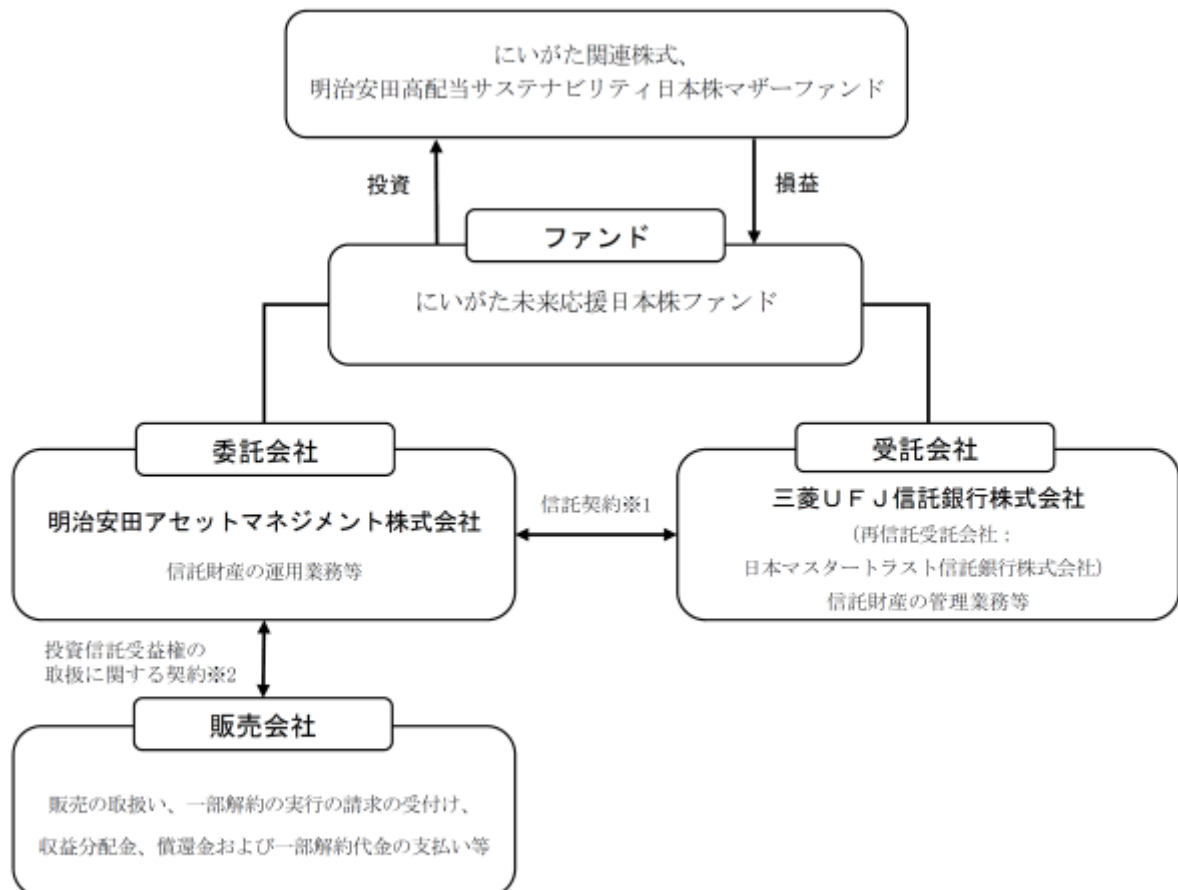 にいがた関連株式、
明治安田高配当サステナビリティ日本株マザーファンド
投資
損益
ファンド
にいがた未来応援日本株ファンド
委託会社
明治安田アセットマネジメント株式会社
信託財産の運用業務等
信託契約※1
受託会社
三菱UFJ信託銀行株式会社
(再信託受託会社:
日本マスタートラスト信託銀行株式会社)
信託財産の管理業務等
投資信託受益権の
取扱に関する契約※2
販売会社
販売の取扱い、一部解約の実行の請求の受付け、
収益分配金、償還金および一部解約代金の支払い等